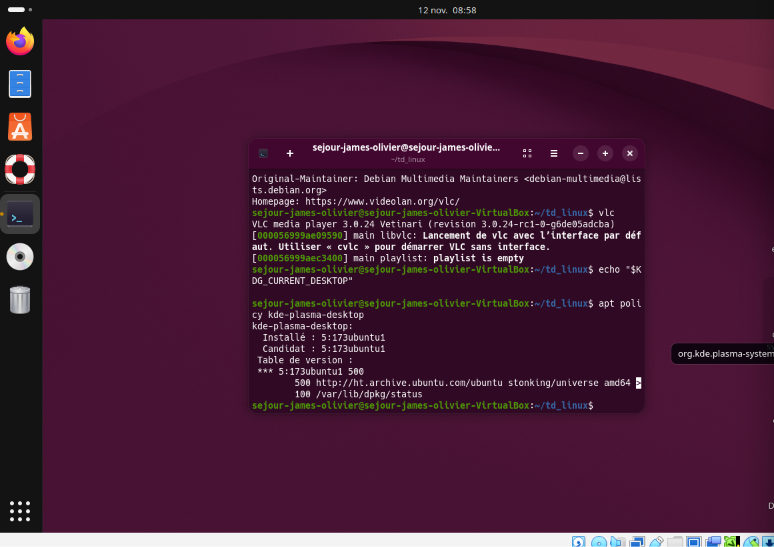 12 nov.  08:58
sejour-james-olivier@sejour-james-olivie...
~/td_linux
Original-Maintainer: Debian Multimedia Maintainers <debian-multimedia@lis
ts.debian.org>
Homepage: https://www.videolan.org/vlc/
sejour-james-olivier@sejour-james-olivier-VirtualBox:~/td_linux$ vlc
VLC media player 3.0.24 Vetinari (revision 3.0.24-rc1-0-g6de05adcba)
[000056999ae09590] main libvlc: Lancement de vlc avec l'interface par déf
aut. Utiliser « cvlc » pour démarrer VLC sans interface.
[000056999aec3400] main playlist: playlist is empty
sejour-james-olivier@sejour-james-olivier-VirtualBox:~/td_linux$ echo "$K
DG_CURRENT_DESKTOP"
sejour-james-olivier@sejour-james-olivier-VirtualBox:~/td_linux$ apt poli
cy kde-plasma-desktop
kde-plasma-desktop:
  Installé : 5:173ubuntu1
  Candidat : 5:173ubuntu1
 Table de version :
 *** 5:173ubuntu1 500
        500 http://ht.archive.ubuntu.com/ubuntu stonking/universe amd64 >
        100 /var/lib/dpkg/status
sejour-james-olivier@sejour-james-olivier-VirtualBox:~/td_linux$
org.kde.plasma-system
D